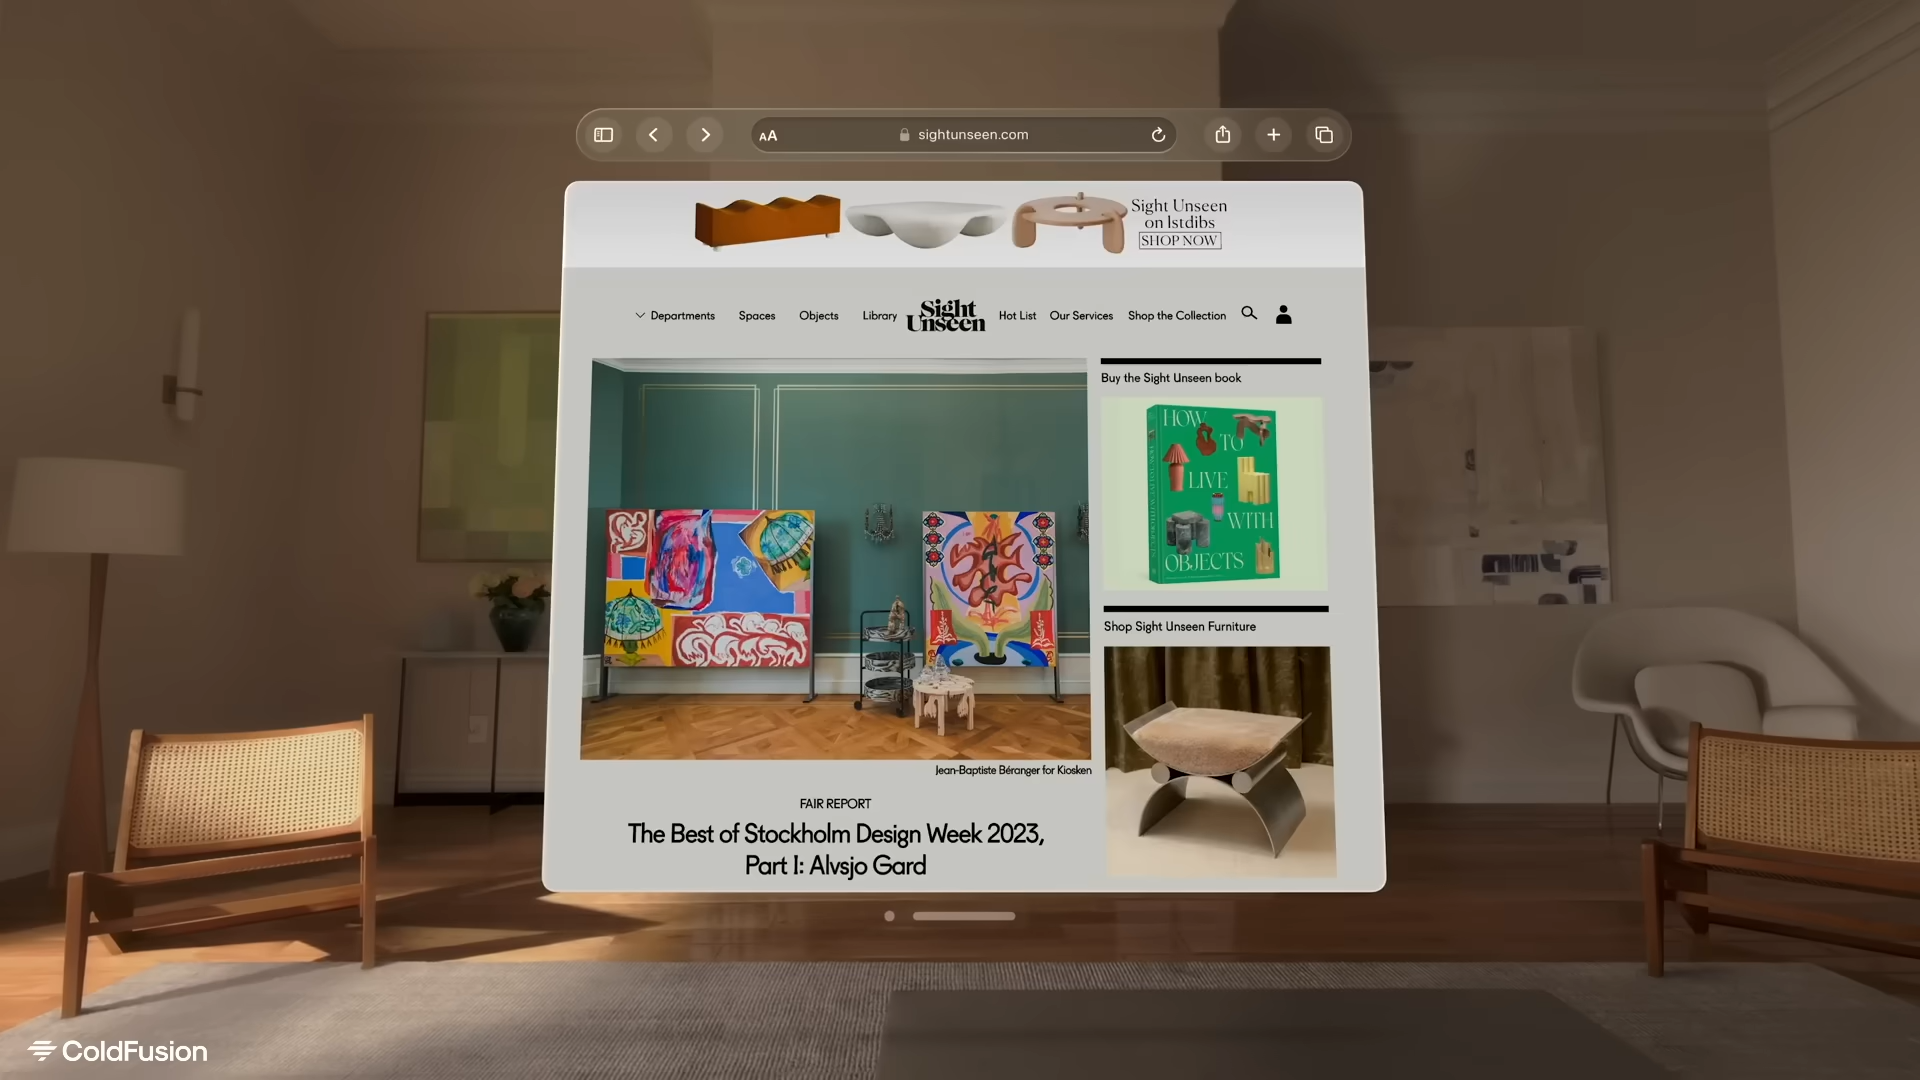 AA
sightunseen.com
Sight Unseen
on 1stdibs
SHOP NOW
Departments
Spaces
Objects
Library
Sight
Unseen
Hot List
Our Services
Shop the Collection
Buy the Sight Unseen book
HOW
TO
LIVE
WITH
OBJECTS
Shop Sight Unseen Furniture
Jean-Baptiste Béranger for Kiosken
FAIR REPORT
The Best of Stockholm Design Week 2023,
Part I: Alvsjo Gard
ColdFusion